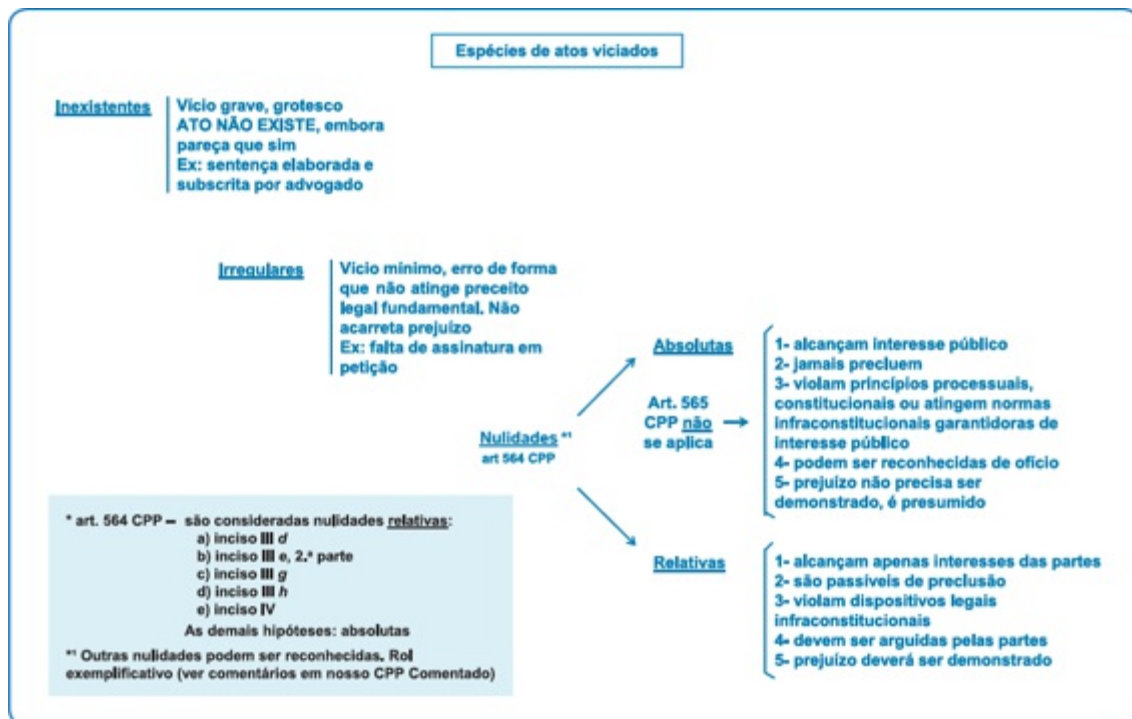 Espécies de atos viciados
Inexistentes
Vício grave, grotesco
ATO NÃO EXISTE, embora
pareça que sim
Ex: sentença elaborada e
subscrita por advogado
Irregulares
Vício mínimo, erro de forma
que não atinge preceito
legal fundamental. Não
acarreta prejuízo
Ex: falta de assinatura em
petição
Nulidades *¹
art 564 CPP
Absolutas
Art. 565
CPP não
se aplica
1- alcançam interesse público
2- jamais precluem
3- violam princípios processuais,
constitucionais ou atingem normas
infraconstitucionais garantidoras de
interesse público
4- podem ser reconhecidas de ofício
5- prejuízo não precisa ser
demonstrado, é presumido
Relativas
1- alcançam apenas interesses das partes
2- são passíveis de preclusão
3- violam dispositivos legais
infraconstitucionais
4- devem ser arguidas pelas partes
5- prejuízo deverá ser demonstrado
* art. 564 CPP – são consideradas nulidades relativas:
a) inciso III d
b) inciso III e, 2.ª parte
c) inciso III g
d) inciso III h
e) inciso IV
As demais hipóteses: absolutas
*¹ Outras nulidades podem ser reconhecidas. Rol
exemplificativo (ver comentários em nosso CPP Comentado)